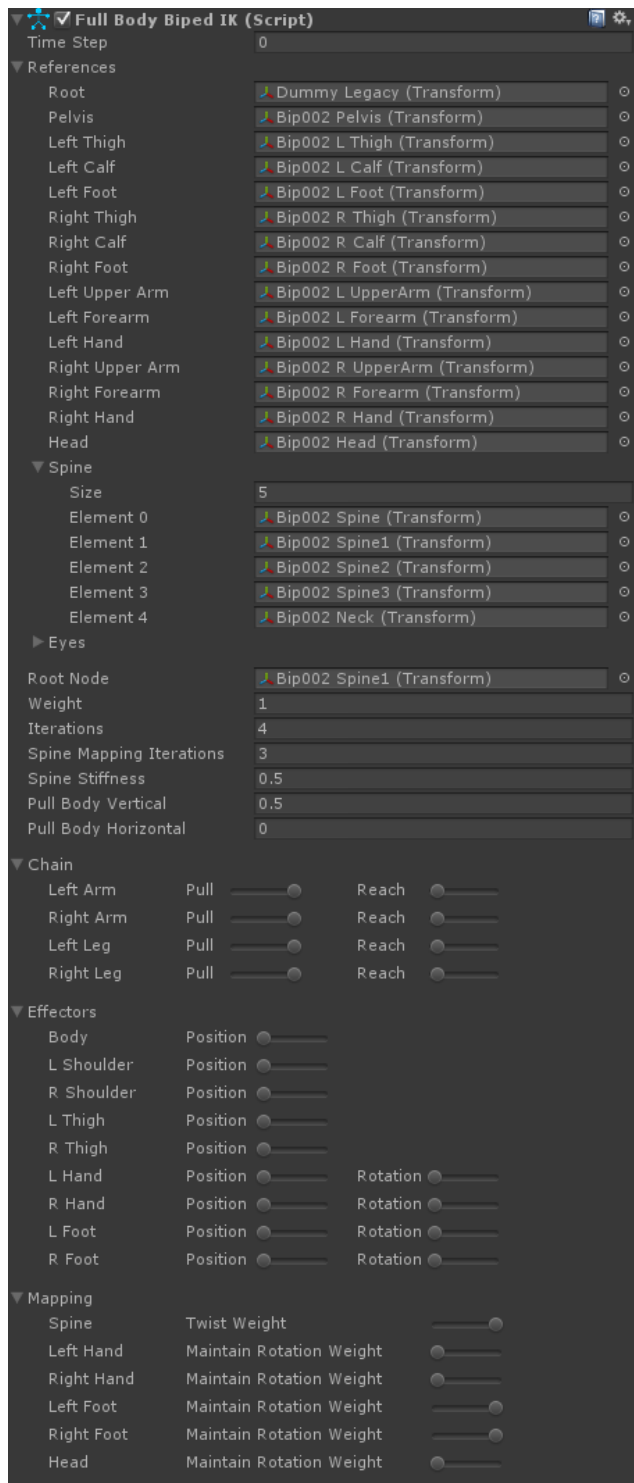 Full Body Biped IK (Script)
Time Step 0
References
Root Dummy Legacy (Transform)
Pelvis Bip002 Pelvis (Transform)
Left Thigh Bip002 L Thigh (Transform)
Left Calf Bip002 L Calf (Transform)
Left Foot Bip002 L Foot (Transform)
Right Thigh Bip002 R Thigh (Transform)
Right Calf Bip002 R Calf (Transform)
Right Foot Bip002 R Foot (Transform)
Left Upper Arm Bip002 L UpperArm (Transform)
Left Forearm Bip002 L Forearm (Transform)
Left Hand Bip002 L Hand (Transform)
Right Upper Arm Bip002 R UpperArm (Transform)
Right Forearm Bip002 R Forearm (Transform)
Right Hand Bip002 R Hand (Transform)
Head Bip002 Head (Transform)
Spine
Size 5
Element 0 Bip002 Spine (Transform)
Element 1 Bip002 Spine1 (Transform)
Element 2 Bip002 Spine2 (Transform)
Element 3 Bip002 Spine3 (Transform)
Element 4 Bip002 Neck (Transform)
Eyes
Root Node Bip002 Spine1 (Transform)
Weight 1
Iterations 4
Spine Mapping Iterations 3
Spine Stiffness 0.5
Pull Body Vertical 0.5
Pull Body Horizontal 0
Chain
Left Arm Pull Reach
Right Arm Pull Reach
Left Leg Pull Reach
Right Leg Pull Reach
Effectors
Body Position
L Shoulder Position
R Shoulder Position
L Thigh Position
R Thigh Position
L Hand Position Rotation
R Hand Position Rotation
L Foot Position Rotation
R Foot Position Rotation
Mapping
Spine Twist Weight
Left Hand Maintain Rotation Weight
Right Hand Maintain Rotation Weight
Left Foot Maintain Rotation Weight
Right Foot Maintain Rotation Weight
Head Maintain Rotation Weight